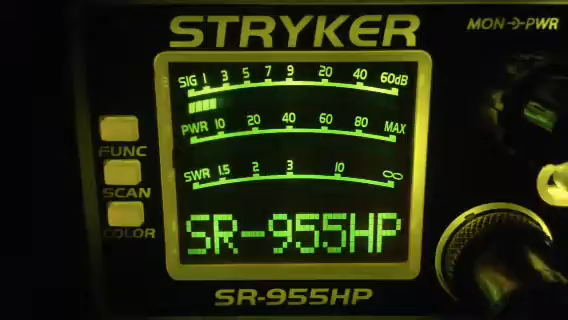 STRYKER
MON PWR
SIG 1 3 5 7 9 20 40 60dB
PWR 10 20 40 60 80 MAX
SWR 1.5 2 3 10 ∞
FUNC
SCAN
COLOR
SR-955HP
SR-955HP